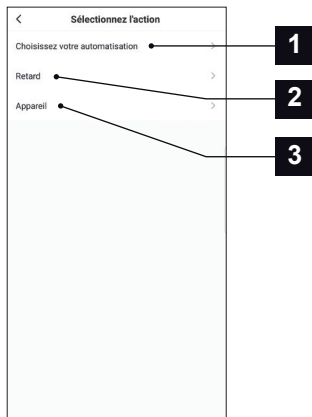 Sélectionnez l'action
Choisissez votre automatisation
1
Retard
2
Appareil
3